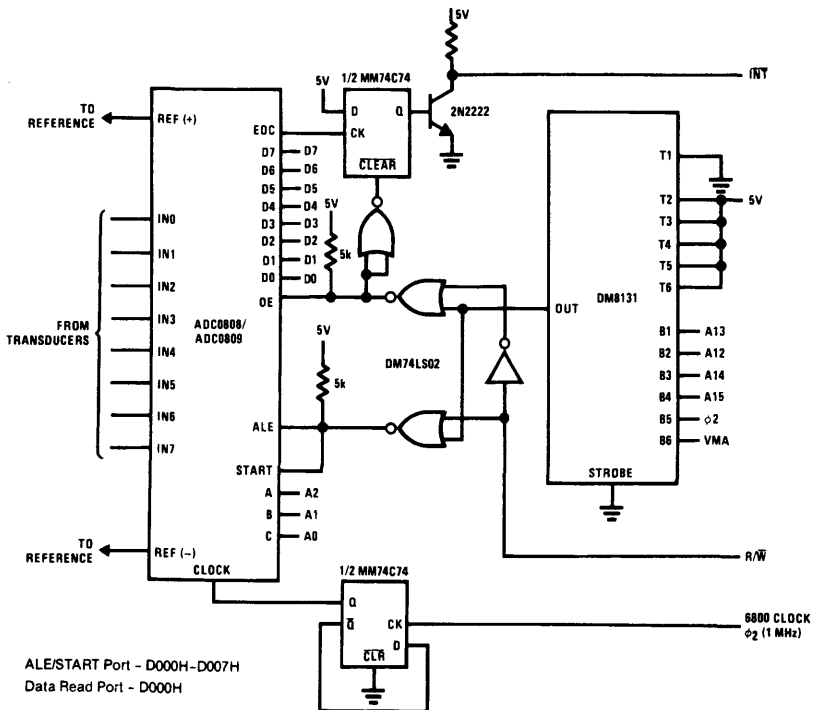 5V
1/2 MM74C74
5V
D
Q
CK
CLEAR
2N2222
INT
TO
REFERENCE
REF (+)
EOC
D7
D7
D6
D6
D5
D5
D4
D4
D3
D3
D2
D2
D1
D1
D0
D0
5V
5k
OE
IN0
IN1
IN2
IN3
IN4
IN5
IN6
IN7
FROM
TRANSDUCERS
ADC0808/
ADC0809
5V
5k
ALE
START
A
A2
B
A1
C
A0
TO
REFERENCE
REF (−)
CLOCK
DM74LS02
T1
T2
5V
T3
T4
T5
T6
OUT
DM8131
B1
A13
B2
A12
B3
A14
B4
A15
B5
ϕ2
B6
VMA
STROBE
R/W̅
1/2 MM74C74
Q
Q̅
CK
D
CLR
6800 CLOCK
ϕ2 (1 MHz)
ALE/START Port – D000H–D007H
Data Read Port – D000H